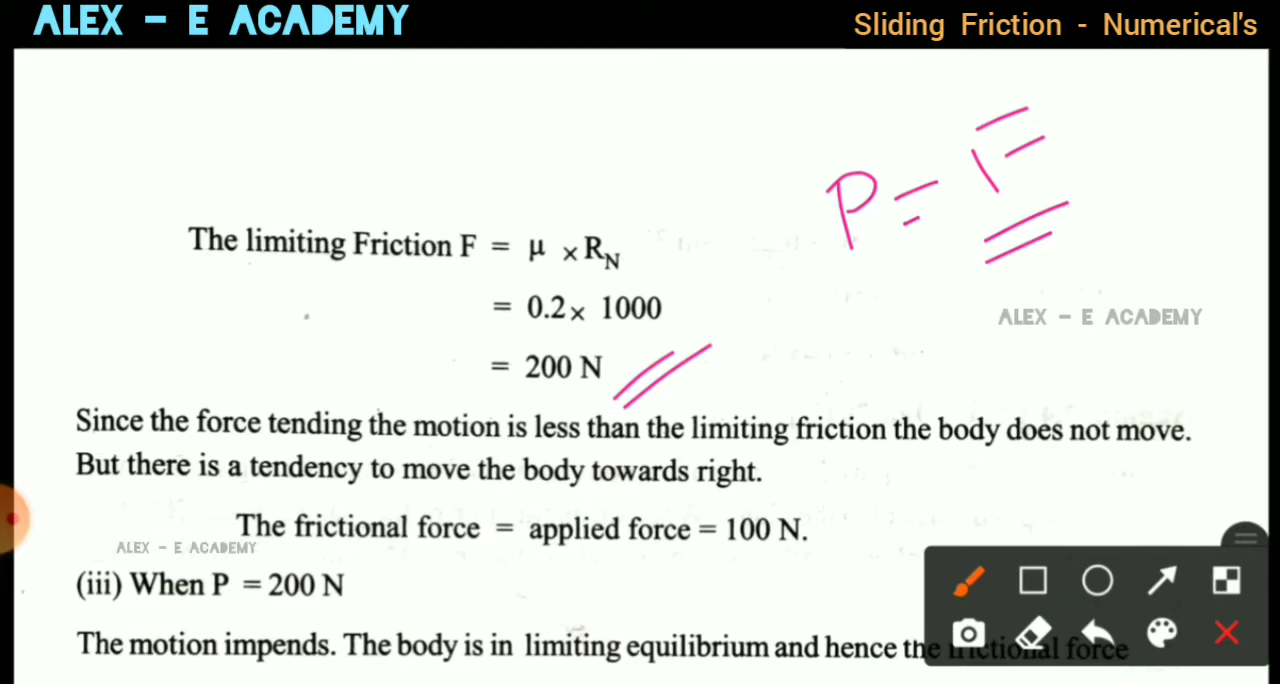 ALEX - E ACADEMY
Sliding Friction - Numerical's
P = F
The limiting Friction F = μ × R_N
= 0.2 × 1000
ALEX - E ACADEMY
= 200 N
Since the force tending the motion is less than the limiting friction the body does not move.
But there is a tendency to move the body towards right.
The frictional force = applied force = 100 N.
ALEX - E ACADEMY
(iii) When P = 200 N
The motion impends. The body is in limiting equilibrium and hence the frictional force